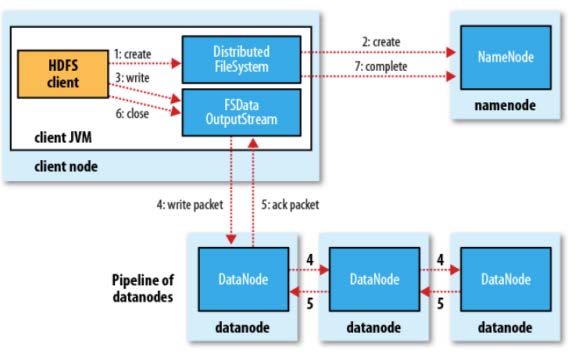 1: create
HDFS
client
3: write
6: close
Distributed
FileSystem
FSData
OutputStream
client JVM
client node
2: create
7: complete
NameNode
namenode
4: write packet
5: ack packet
Pipeline of
datanodes
DataNode
datanode
4
5
DataNode
datanode
4
5
DataNode
datanode